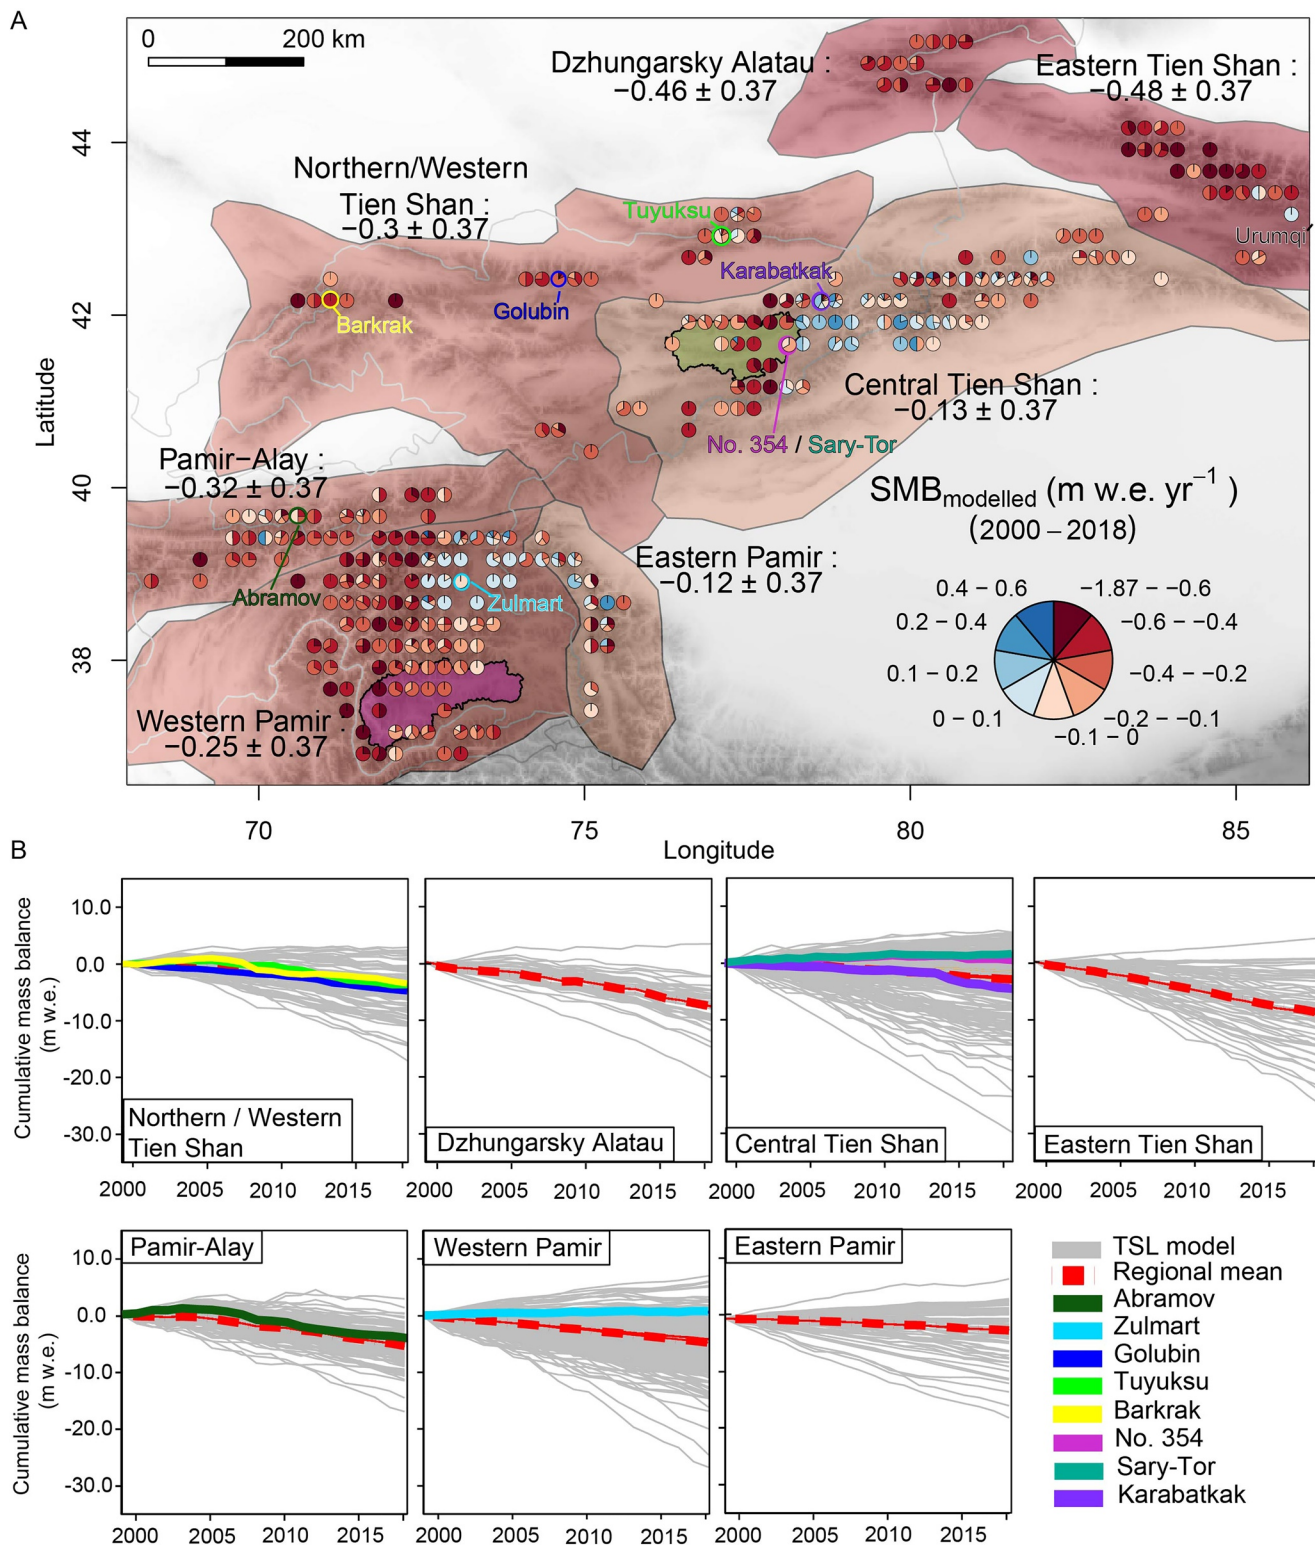 A
0 200 km
Dzhungarsky Alatau :
−0.46 ± 0.37
Eastern Tien Shan :
−0.48 ± 0.37
Northern/Western
Tien Shan :
−0.3 ± 0.37
Tuyuksu
Urumqi
Karabatkak
Golubin
Barkrak
Central Tien Shan :
−0.13 ± 0.37
No. 354 / Sary-Tor
Pamir−Alay :
−0.32 ± 0.37
SMBmodelled (m w.e. yr−1 )
(2000 – 2018)
Eastern Pamir :
−0.12 ± 0.37
Abramov
Zulmart
0.4 − 0.6
-1.87 − -0.6
0.2 − 0.4
-0.6 − -0.4
0.1 − 0.2
-0.4 − -0.2
0 − 0.1
-0.2 − -0.1
-0.1 - 0
Western Pamir :
−0.25 ± 0.37
Latitude
44
42
40
38
70 75 80 85
Longitude
B
Cumulative mass balance
(m w.e.)
10.0
0.0
-10.0
-20.0
-30.0
Northern / Western
Tien Shan
Dzhungarsky Alatau
Central Tien Shan
Eastern Tien Shan
2000 2005 2010 2015
2000 2005 2010 2015
2000 2005 2010 2015
2000 2005 2010 2015
Cumulative mass balance
(m w.e.)
10.0
0.0
-10.0
-20.0
-30.0
Pamir-Alay
Western Pamir
Eastern Pamir
2000 2005 2010 2015
2000 2005 2010 2015
2000 2005 2010 2015
TSL model
Regional mean
Abramov
Zulmart
Golubin
Tuyuksu
Barkrak
No. 354
Sary-Tor
Karabatkak